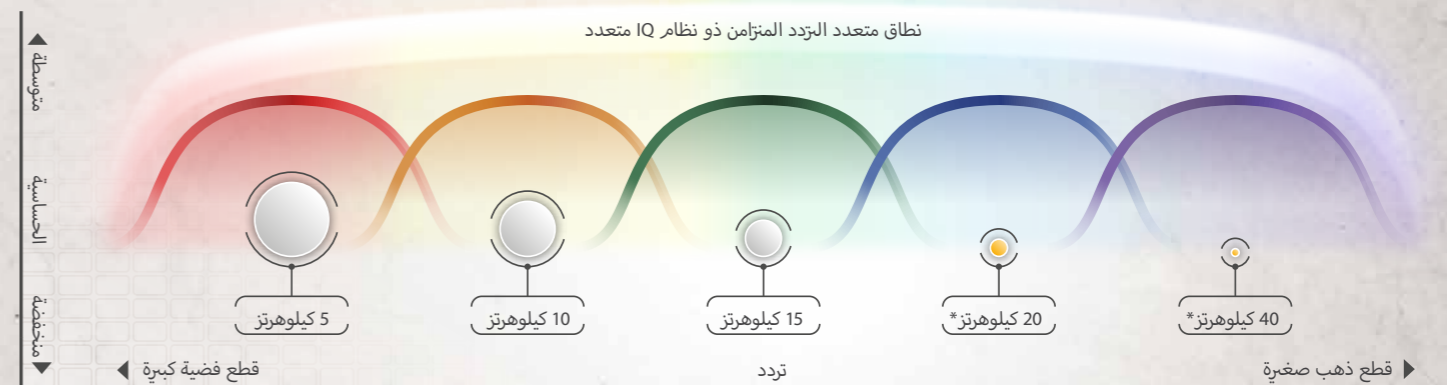 نطاق متعدد التردد المتزامن ذو نظام IQ متعدد
متوسطة
الحساسية
منخفضة
5 كيلوهرتز
10 كيلوهرتز
15 كيلوهرتز
20 كيلوهرتز*
40 كيلوهرتز*
قطع فضية كبيرة
تردد
قطع ذهب صغيرة